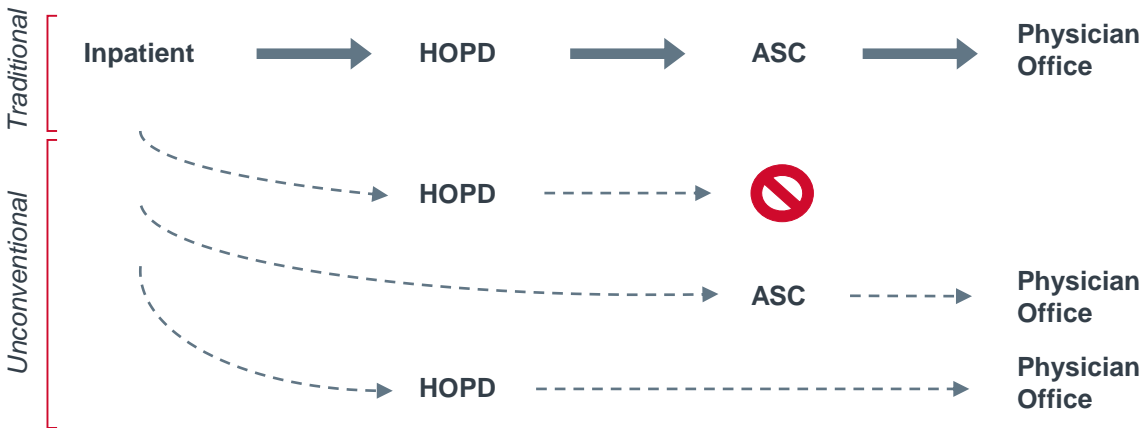 Traditional
Inpatient
HOPD
ASC
Physician
Office
Unconventional
HOPD
ASC
Physician
Office
HOPD
Physician
Office